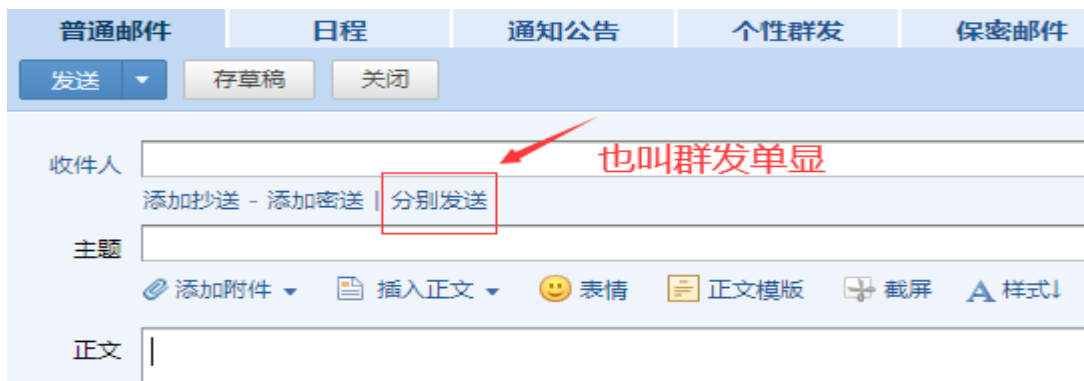 普通邮件 日程 通知公告 个性群发 保密邮件
发送 存草稿 关闭
也叫群发单显
收件人
添加抄送 - 添加密送 | 分别发送
主题
添加附件 插入正文 表情 正文模版 截屏 A 样式↓
正文